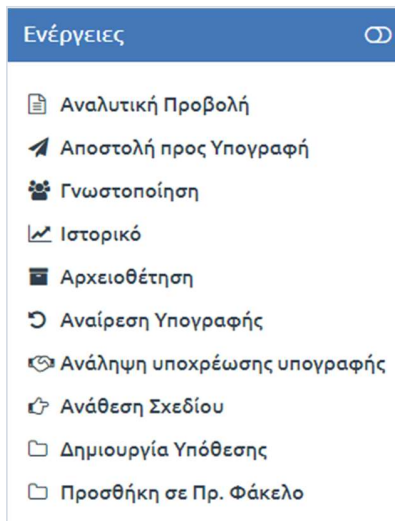 Ενέργειες
Αναλυτική Προβολή
Αποστολή προς Υπογραφή
Γνωστοποίηση
Ιστορικό
Αρχειοθέτηση
Αναίρεση Υπογραφής
Ανάληψη υποχρέωσης υπογραφής
Ανάθεση Σχεδίου
Δημιουργία Υπόθεσης
Προσθήκη σε Πρ. Φάκελο